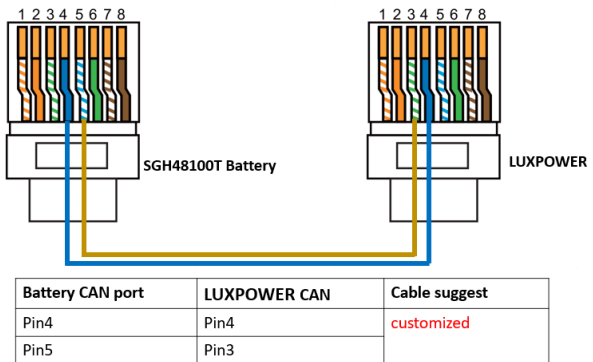 1 2 3 4 5 6 7 8
1 2 3 4 5 6 7 8
SGH48100T Battery
LUXPOWER
Battery CAN port LUXPOWER CAN Cable suggest
Pin4 Pin4 customized
Pin5 Pin3